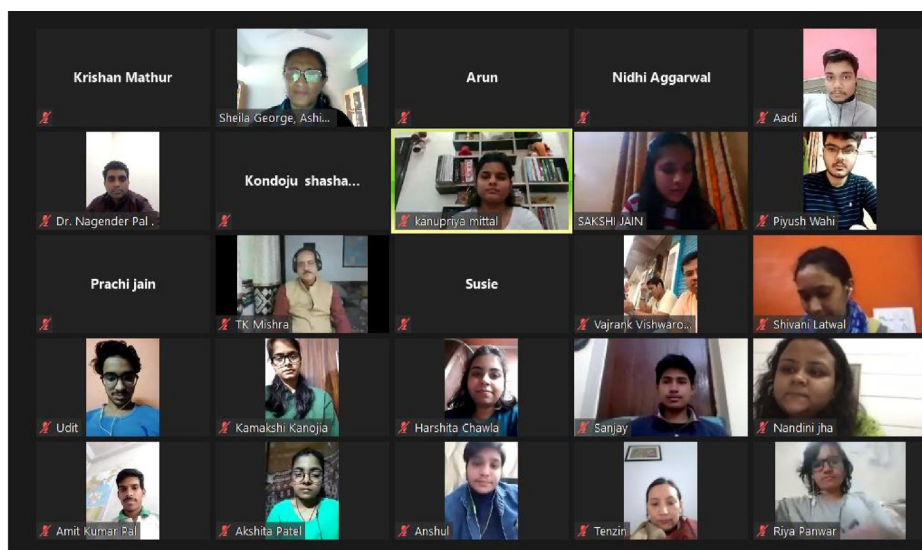 Krishan Mathur
Sheila George, Ashi...
Arun
Nidhi Aggarwal
Aadi
Dr. Nagender Pal .
Kondoju shasha...
kanupriya mittal
SAKSHI JAIN
Piyush Wahi
Prachi jain
TK Mishra
Susie
Vajrank Vishwaro...
Shivani Latwal
Udit
Kamakshi Kanojia
Harshita Chawla
Sanjay
Nandini jha
Amit Kumar Pal
Akshita Patel
Anshul
Tenzin
Riya Panwar